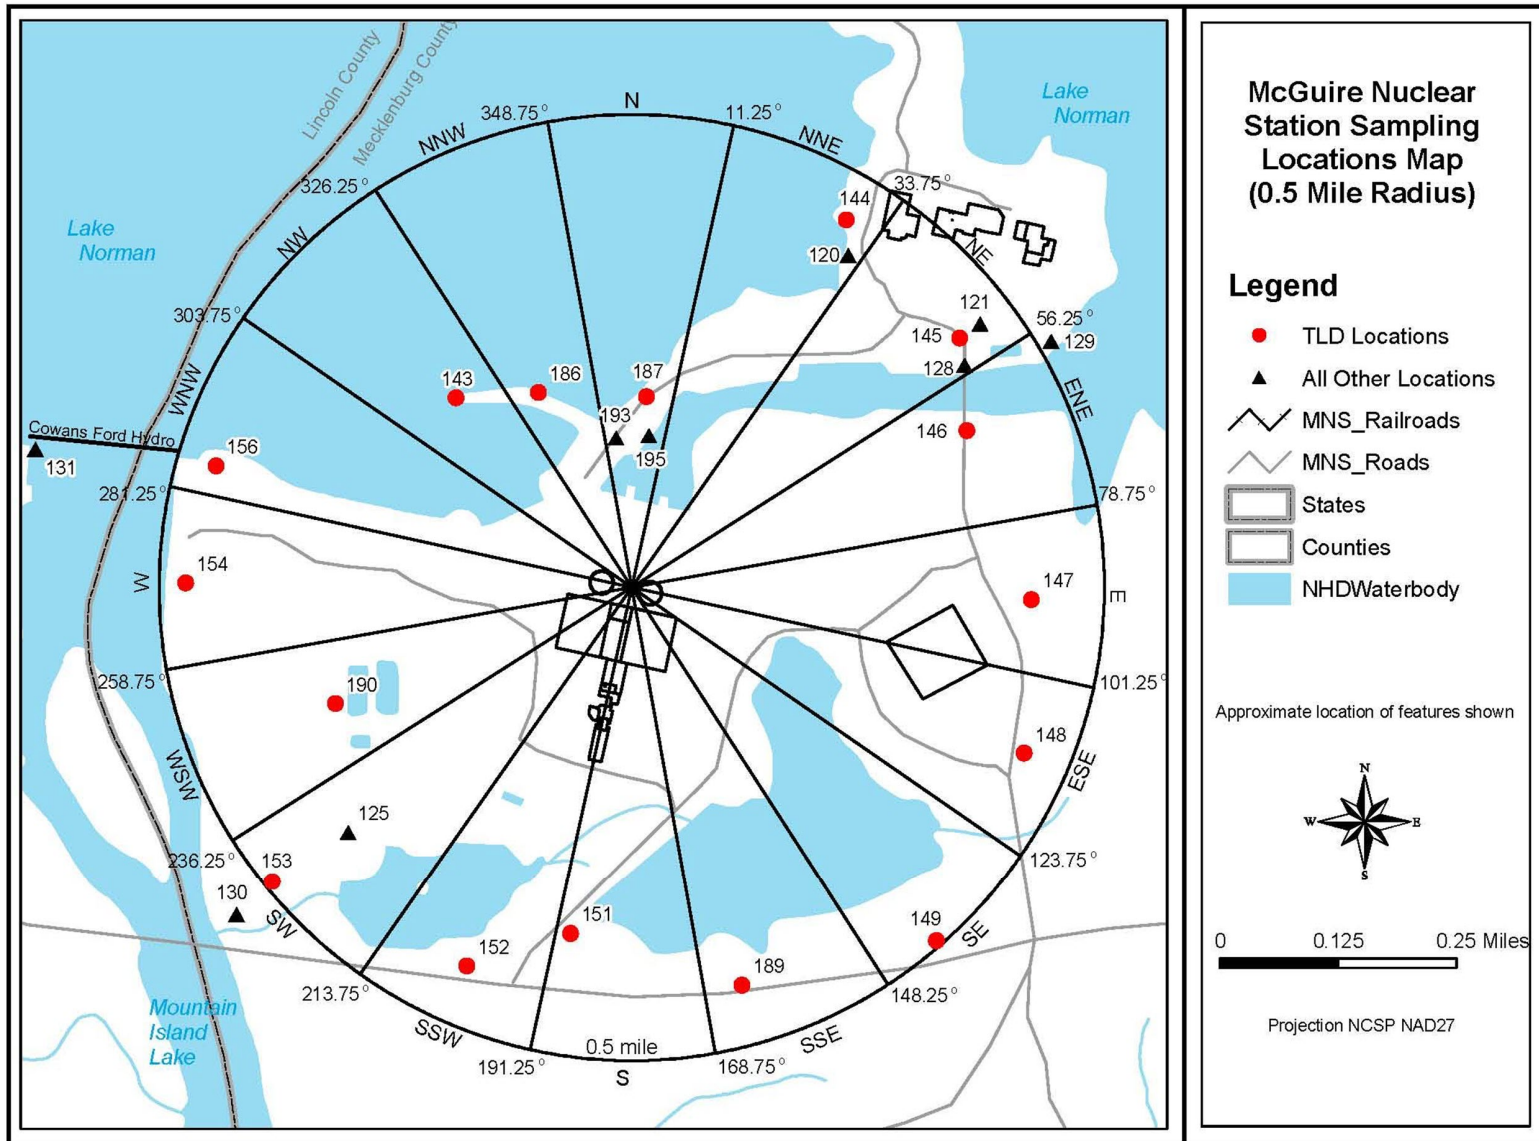 N
348.75°
11.25°
NNW
NNE
Lincoln County
Mecklenburg County
Lake
Norman
326.25°
33.75°
144
Lake
Norman
NW
120
NE
121
303.75°
56.25°
145
129
128
143
186
187
WNW
ENE
193
Cowans Ford Hydro
156
146
195
131
281.25°
78.75°
154
147
W
E
190
258.75°
101.25°
148
WSW
ESE
125
236.25°
153
123.75°
130
SW
151
149
SE
152
189
213.75°
148.25°
Mountain
Island
Lake
SSW
SSE
0.5 mile
191.25°
168.75°
S
McGuire Nuclear
Station Sampling
Locations Map
(0.5 Mile Radius)
Legend
TLD Locations
All Other Locations
MNS_Railroads
MNS_Roads
States
Counties
NHDWaterbody
Approximate location of features shown
N
W
E
S
0 0.125 0.25 Miles
Projection NCSP NAD27